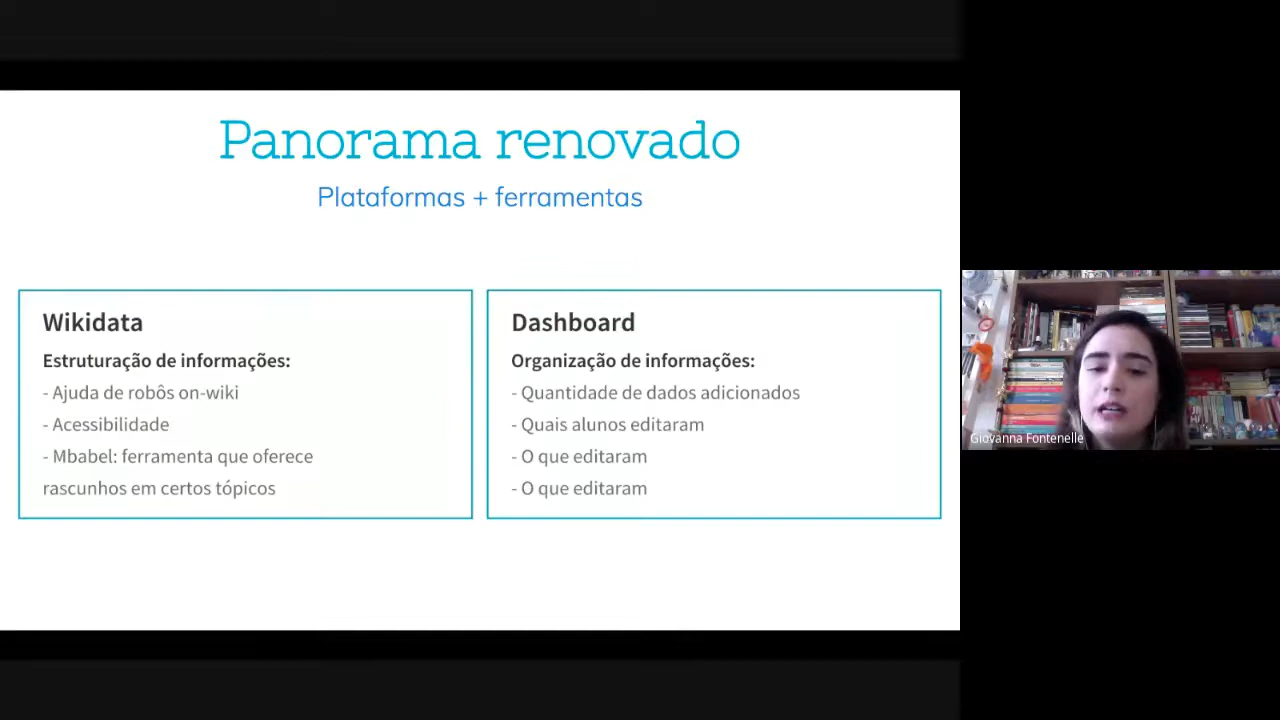 Panorama renovado
Plataformas + ferramentas
Wikidata
Estruturação de informações:
- Ajuda de robôs on-wiki
- Acessibilidade
- Mbabel: ferramenta que oferece
rascunhos em certos tópicos
Dashboard
Organização de informações:
- Quantidade de dados adicionados
- Quais alunos editaram
- O que editaram
- O que editaram
Giovanna Fontenelle